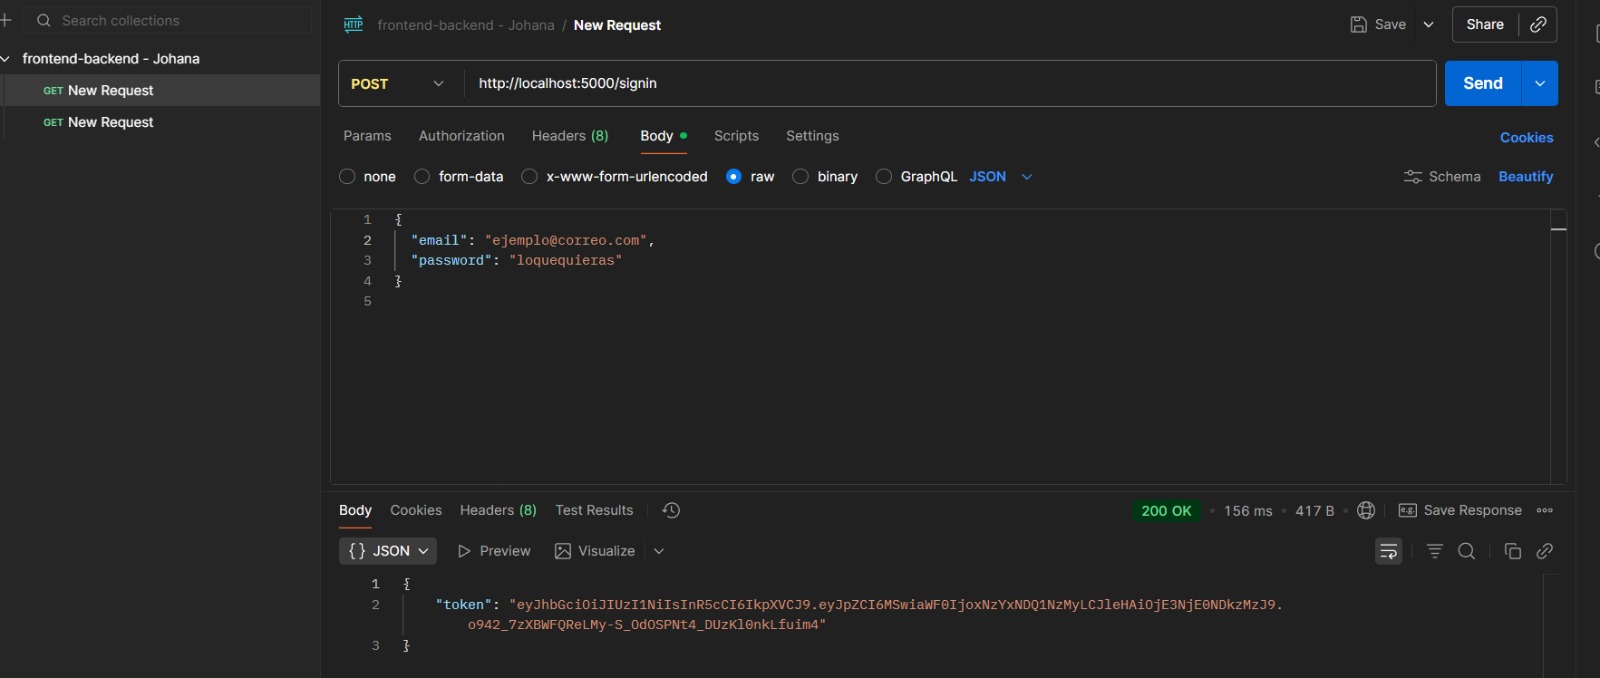 Search collections
frontend-backend - Johana / New Request
Save
Share
frontend-backend - Johana
GET New Request
GET New Request
POST
http://localhost:5000/signin
Send
Params Authorization Headers (8) Body Scripts Settings
Cookies
none form-data x-www-form-urlencoded raw binary GraphQL JSON
Schema Beautify
1 {
2 "email": "ejemplo@correo.com",
3 "password": "loquequieras"
4 }
5
Body Cookies Headers (8) Test Results
200 OK • 156 ms • 417 B
Save Response
{} JSON Preview Visualize
1 {
2 "token": "eyJhbGciOiJIUzI1NiIsInR5cCI6IkpXVCJ9.eyJpZCI6MSwiaWF0IjoxNzYxNDQ1NzMyLCJleHAiOjE3NjE0NDkzMzJ9.
o942_7zXBWFQReLMy-S_OdOSPNt4_DUzKl0nkLfuim4"
3 }